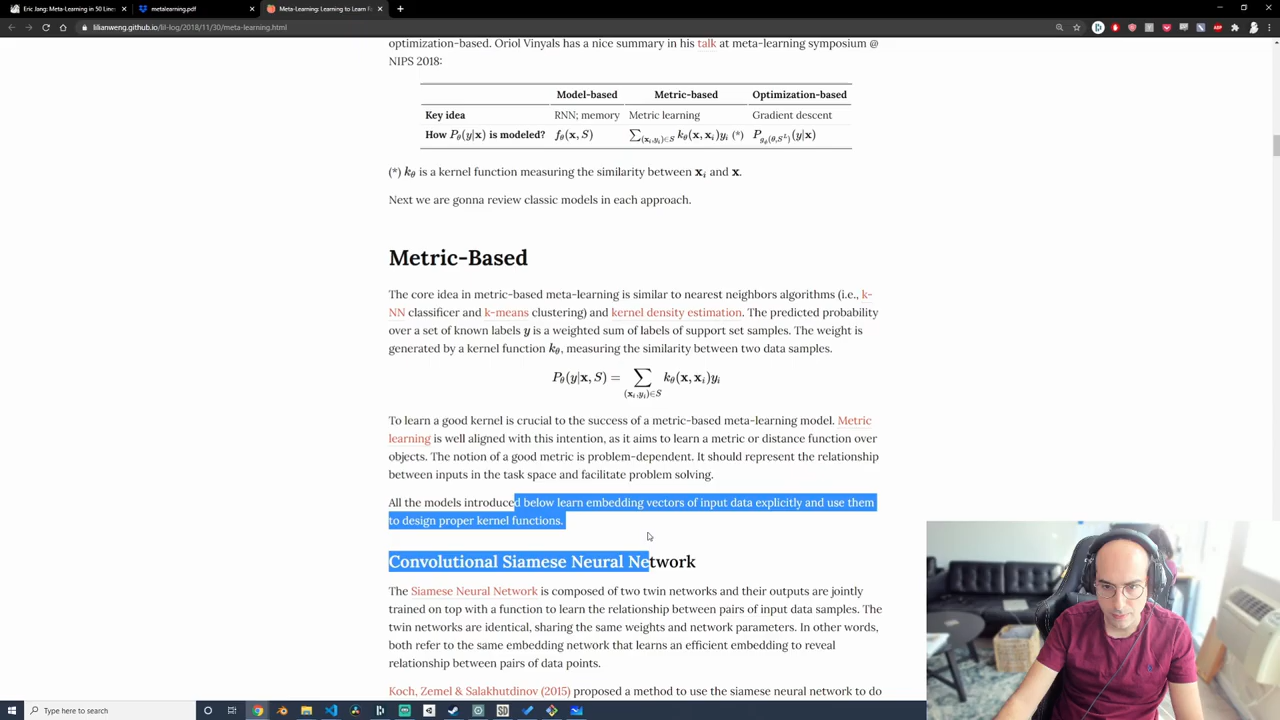 Eric Jang: Meta-Learning in 50 Lines
metalearning.pdf
Meta-Learning: Learning to Learn F
lilianweng.github.io/lil-log/2018/11/30/meta-learning.html
optimization-based. Oriol Vinyals has a nice summary in his talk at meta-learning symposium @
NIPS 2018:
Model-based Metric-based Optimization-based
Key idea RNN; memory Metric learning Gradient descent
How Pθ(y|x) is modeled? fθ(x, S) ∑(xi,yi)∈S kθ(x, xi)yi (*) Pgϕ(θ,SL)(y|x)
(*) kθ is a kernel function measuring the similarity between xi and x.
Next we are gonna review classic models in each approach.
Metric-Based
The core idea in metric-based meta-learning is similar to nearest neighbors algorithms (i.e., k-
NN classificer and k-means clustering) and kernel density estimation. The predicted probability
over a set of known labels y is a weighted sum of labels of support set samples. The weight is
generated by a kernel function kθ, measuring the similarity between two data samples.
Pθ(y|x, S) = ∑(xi,yi)∈S kθ(x, xi)yi
To learn a good kernel is crucial to the success of a metric-based meta-learning model. Metric
learning is well aligned with this intention, as it aims to learn a metric or distance function over
objects. The notion of a good metric is problem-dependent. It should represent the relationship
between inputs in the task space and facilitate problem solving.
All the models introduced below learn embedding vectors of input data explicitly and use them
to design proper kernel functions.
Convolutional Siamese Neural Network
The Siamese Neural Network is composed of two twin networks and their outputs are jointly
trained on top with a function to learn the relationship between pairs of input data samples. The
twin networks are identical, sharing the same weights and network parameters. In other words,
both refer to the same embedding network that learns an efficient embedding to reveal
relationship between pairs of data points.
Koch, Zemel & Salakhutdinov (2015) proposed a method to use the siamese neural network to do
Type here to search